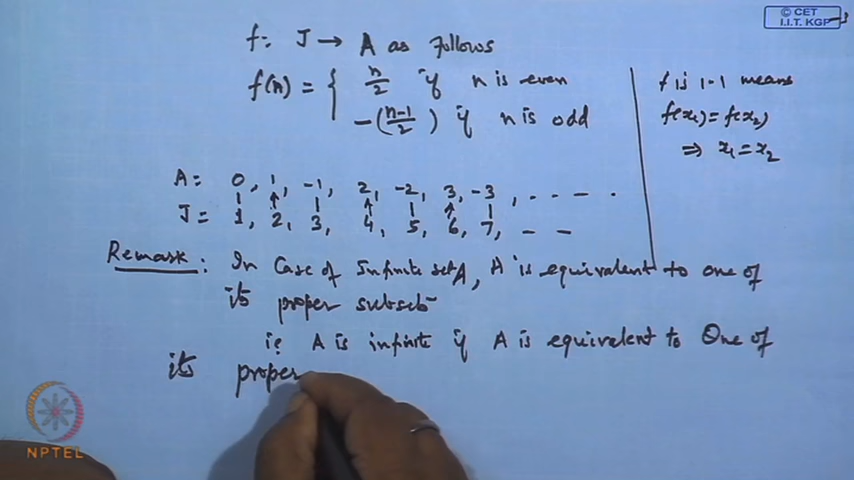 © CET
I.I.T. KGP
f: J → A as follows
f(n) = { n/2 if n is even
-(n-1/2) if n is odd
f is 1-1 means
f(x₁) = f(x₂)
⇒ x₁ = x₂
A: 0, 1, -1, 2, -2, 3, -3, . . - - .
J = 1, 2, 3, 4, 5, 6, 7, - -
Remark: In Case of Infinite set A, A is equivalent to one of
its proper subsets
i.e. A is infinite if A is equivalent to One of
its proper
NPTEL